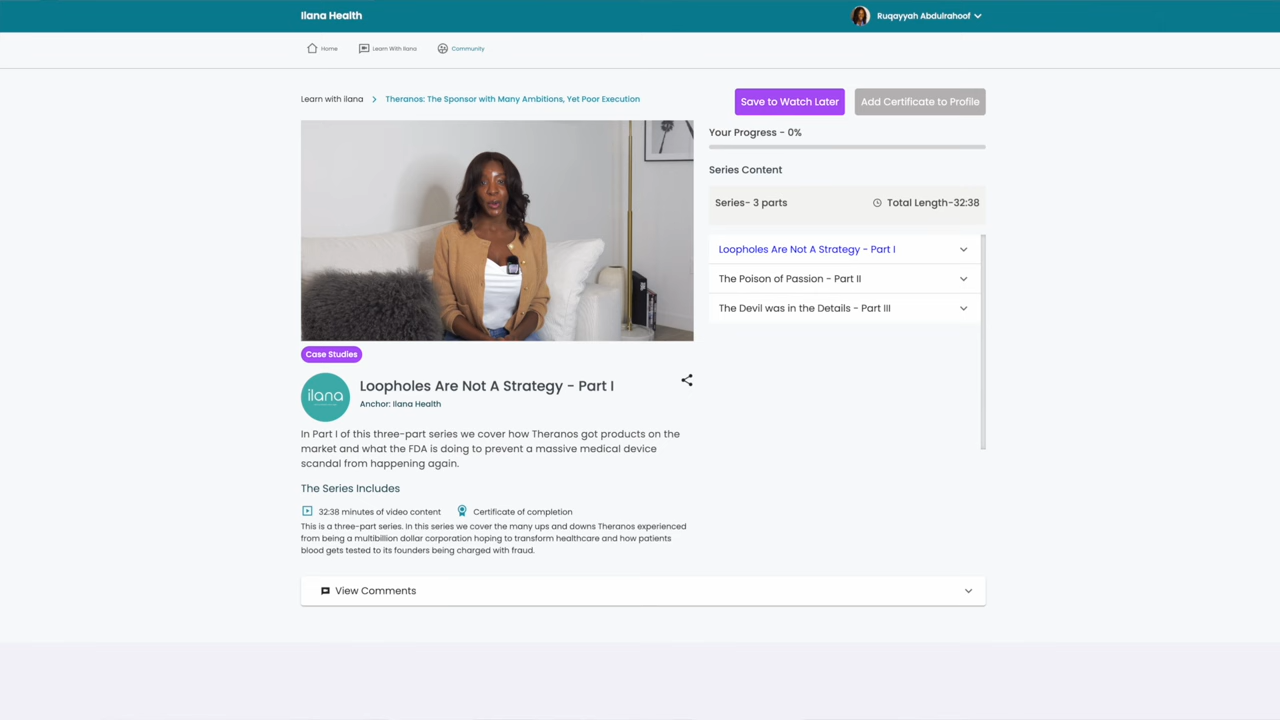 Ilana Health
Ruqayyah Abdulrahoof
Home
Learn With Ilana
Community
Learn with ilana
Theranos: The Sponsor with Many Ambitions, Yet Poor Execution
Save to Watch Later
Add Certificate to Profile
Your Progress - 0%
Series Content
Series- 3 parts
Total Length-32:38
Loopholes Are Not A Strategy - Part I
The Poison of Passion - Part II
The Devil was in the Details - Part III
Case Studies
ilana
Loopholes Are Not A Strategy - Part I
Anchor: Ilana Health
In Part I of this three-part series we cover how Theranos got products on the
market and what the FDA is doing to prevent a massive medical device
scandal from happening again.
The Series Includes
32:38 minutes of video content
Certificate of completion
This is a three-part series. In this series we cover the many ups and downs Theranos experienced
from being a multibillion dollar corporation hoping to transform healthcare and how patients
blood gets tested to its founders being charged with fraud.
View Comments